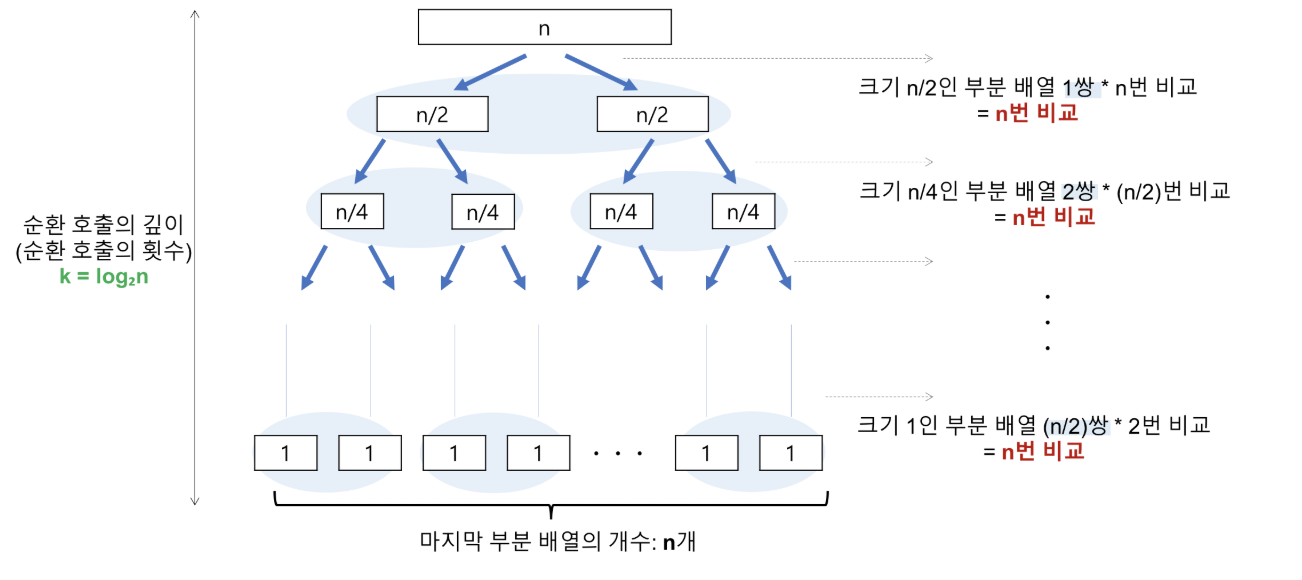 n
크기 n/2인 부분 배열 1쌍 * n번 비교
= n번 비교
n/2 n/2
크기 n/4인 부분 배열 2쌍 * (n/2)번 비교
= n번 비교
n/4 n/4 n/4 n/4
순환 호출의 깊이
(순환 호출의 횟수)
k = log₂n
·
·
·
크기 1인 부분 배열 (n/2)쌍 * 2번 비교
= n번 비교
1 1 1 1 · · · 1 1
마지막 부분 배열의 개수: n개